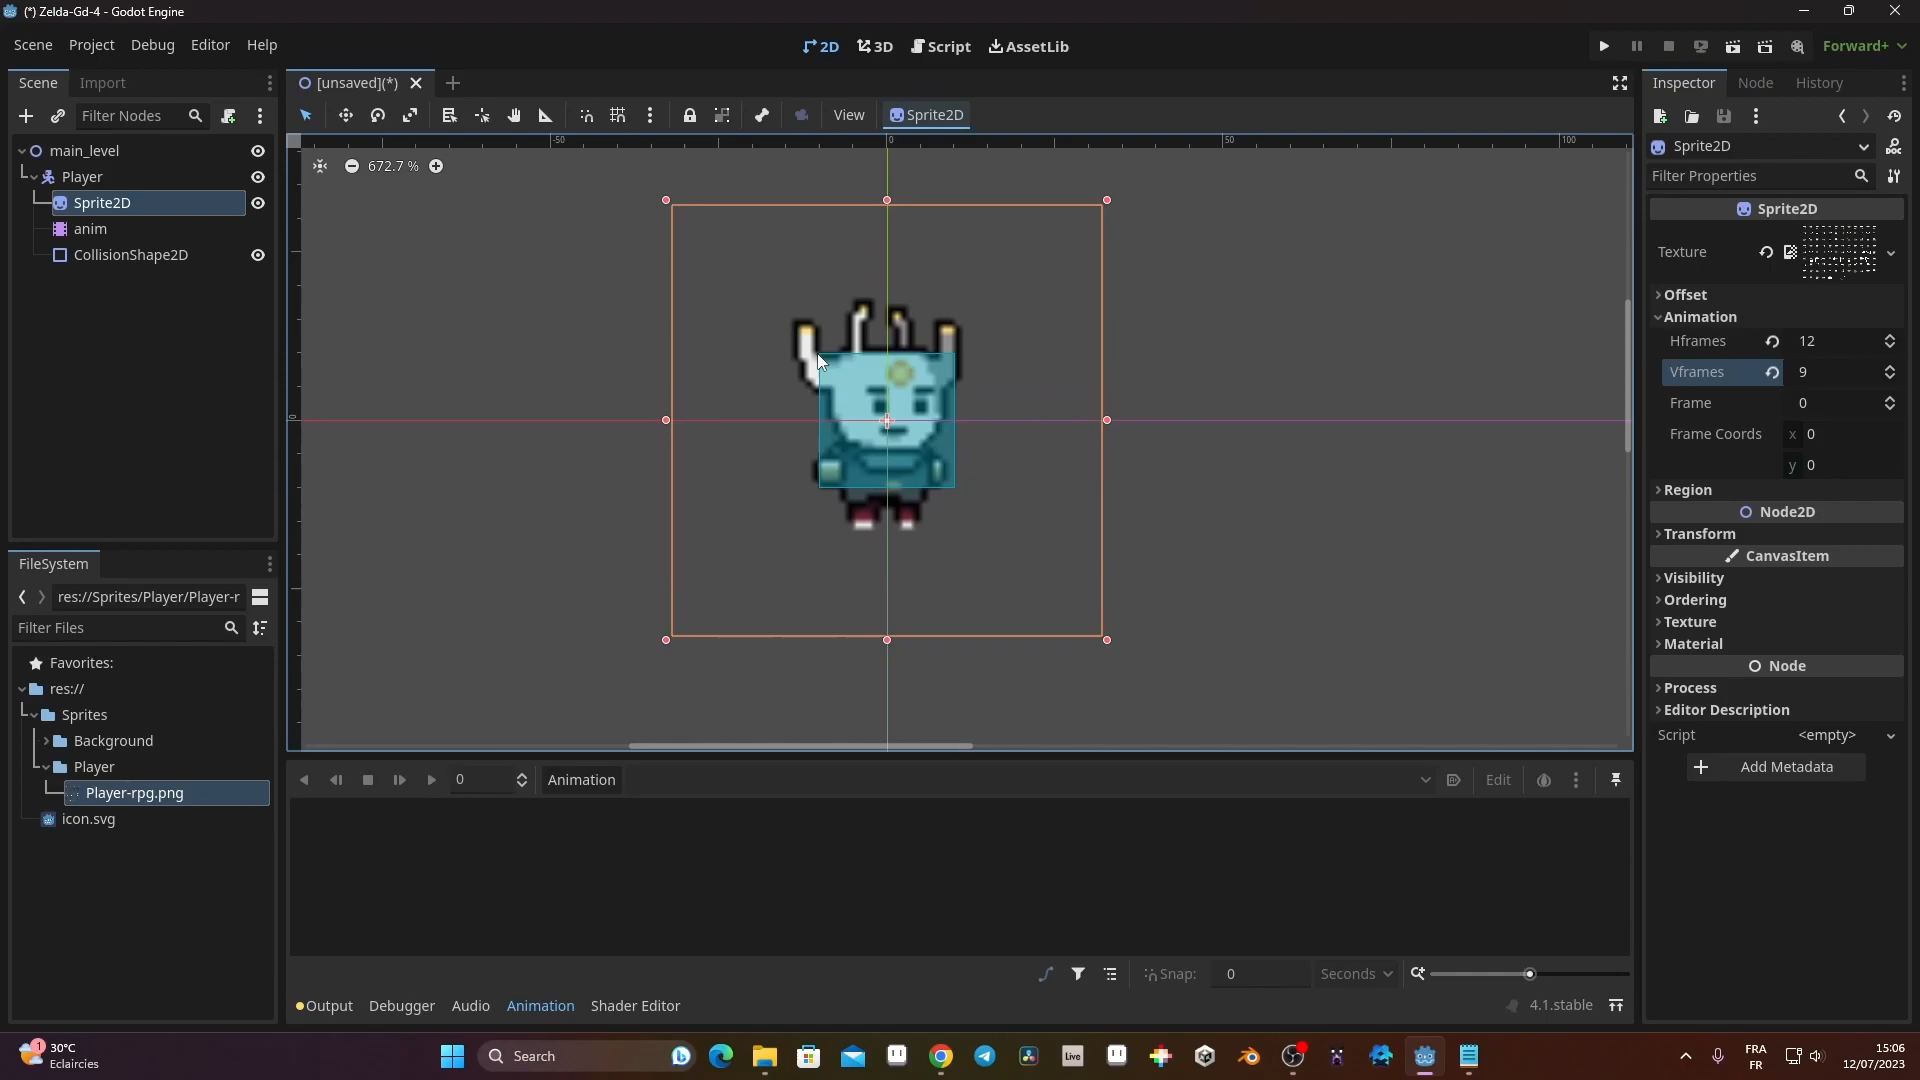 (*) Zelda-Gd-4 - Godot Engine
Scene Project Debug Editor Help
2D 3D Script AssetLib
Forward+
Scene Import
[unsaved](*)
Inspector Node History
Filter Nodes
View Sprite2D
main_level
Player
Sprite2D
anim
CollisionShape2D
-50 0 50 100
672.7 %
0
Sprite2D
Filter Properties
Sprite2D
Texture
Offset
Animation
Hframes 12
Vframes 9
Frame 0
Frame Coords x 0
y 0
Region
Node2D
Transform
CanvasItem
Visibility
Ordering
Texture
Material
Node
Process
Editor Description
Script <empty>
Add Metadata
FileSystem
res://Sprites/Player/Player-r
Filter Files
Favorites:
res://
Sprites
Background
Player
Player-rpg.png
icon.svg
0 Animation Edit
Snap: 0 Seconds
Output Debugger Audio Animation Shader Editor
4.1.stable
1
30°C
Eclaircies
Search
Live
FRA
FR
15:06
12/07/2023